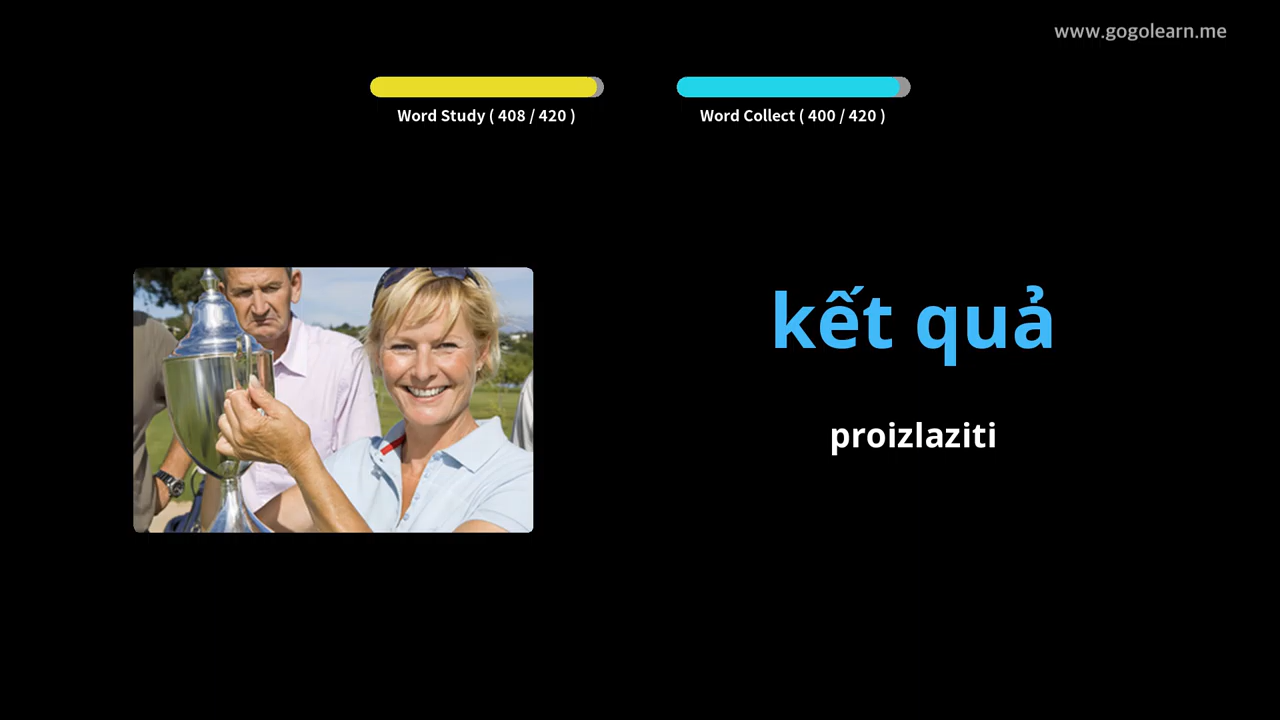 www.gogolearn.me
Word Study ( 408 / 420 )
Word Collect ( 400 / 420 )
kết quả
proizlaziti